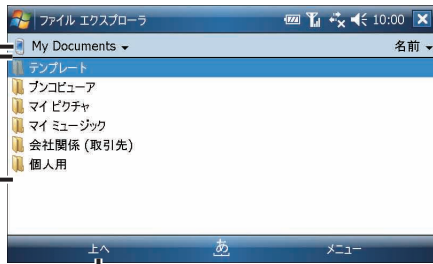 ファイル エクスプローラ 10:00
My Documents 名前
テンプレート
ブンコビューア
マイ ピクチャ
マイ ミュージック
会社関係 (取引先)
個人用
上へ あ メニュー